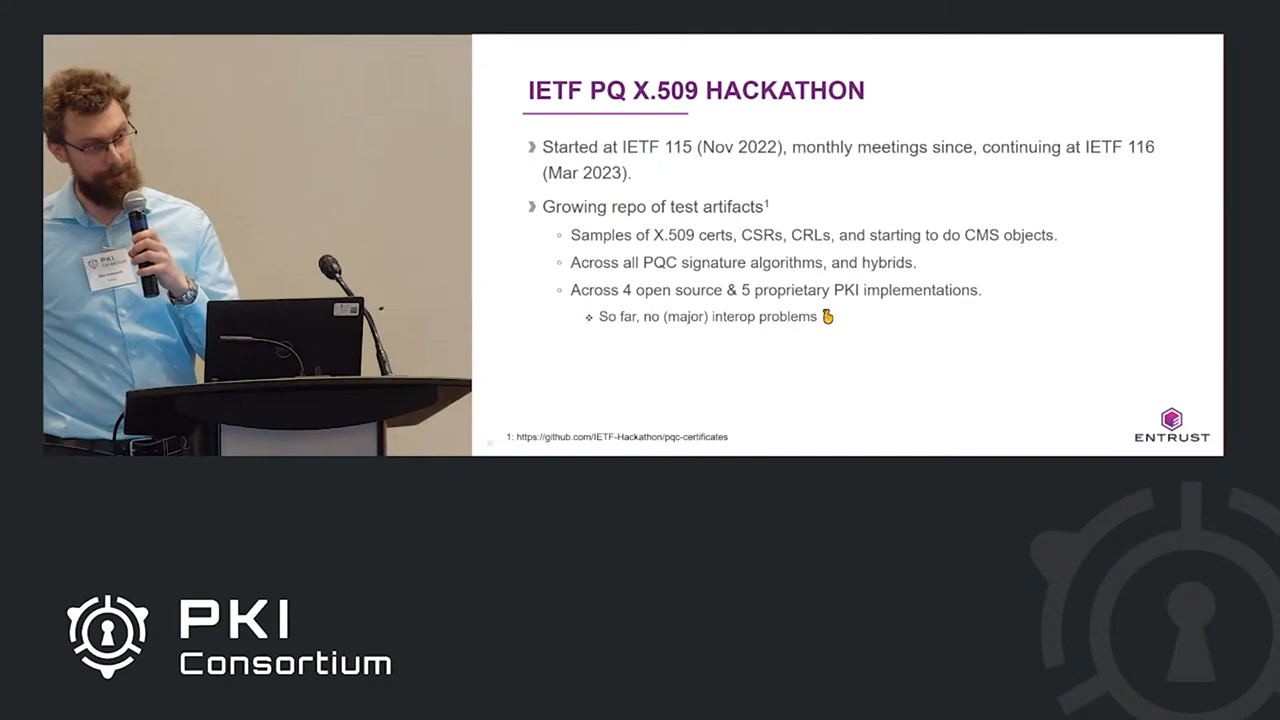 IETF PQ X.509 HACKATHON
Started at IETF 115 (Nov 2022), monthly meetings since, continuing at IETF 116
(Mar 2023).
Growing repo of test artifacts¹
Samples of X.509 certs, CSRs, CRLs, and starting to do CMS objects.
Across all PQC signature algorithms, and hybrids.
Across 4 open source & 5 proprietary PKI implementations.
So far, no (major) interop problems 🫰
1: https://github.com/IETF-Hackathon/pqc-certificates
ENTRUST
PKI
Consortium
PKI
Consortium